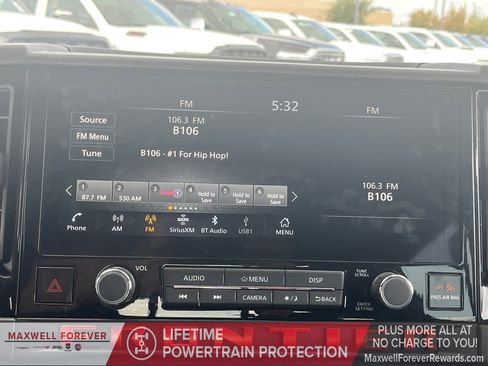 FM
5:32
FM
Source
106.3 FM
B106
FM Menu
Tune
B106 - #1 For Hip Hop!
1
87.7 FM
2
530 AM
3
4
Hold to
Save
5
Hold to
Save
6
Hold to
Save
106.3 FM
B106
Phone
AM
FM
SiriusXM
BT Audio
USB1
MENU
VOL
AUDIO
MENU
DISP
TUNE
SCROLL
CAMERA
BACK
ENTER
SETTING
OFF
PASS AIR BAG
MAXWELL FOREVER
LIFETIME
POWERTRAIN PROTECTION
PLUS MORE ALL AT
NO CHARGE TO YOU!
MaxwellForeverRewards.com